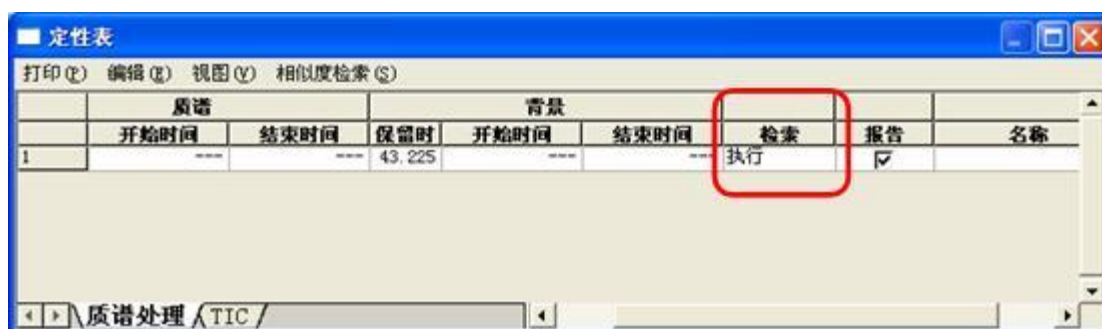 定性表
打印(P) 编辑(E) 视图(V) 相似度检索(S)
质谱 背景
开始时间 结束时间 保留时 开始时间 结束时间 检索 报告 名称
1 --- --- 43.225 --- --- 执行
质谱处理 TIC